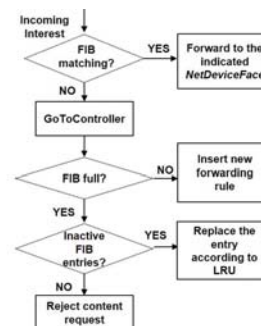 Incoming
Interest
FIB
matching?
YES
Forward to the
indicated
NetDeviceFace
NO
GoToController
FIB full?
NO
Insert new
forwarding
rule
YES
Inactive
FIB
entries?
YES
Replace the
entry
according to
LRU
NO
Reject content
request